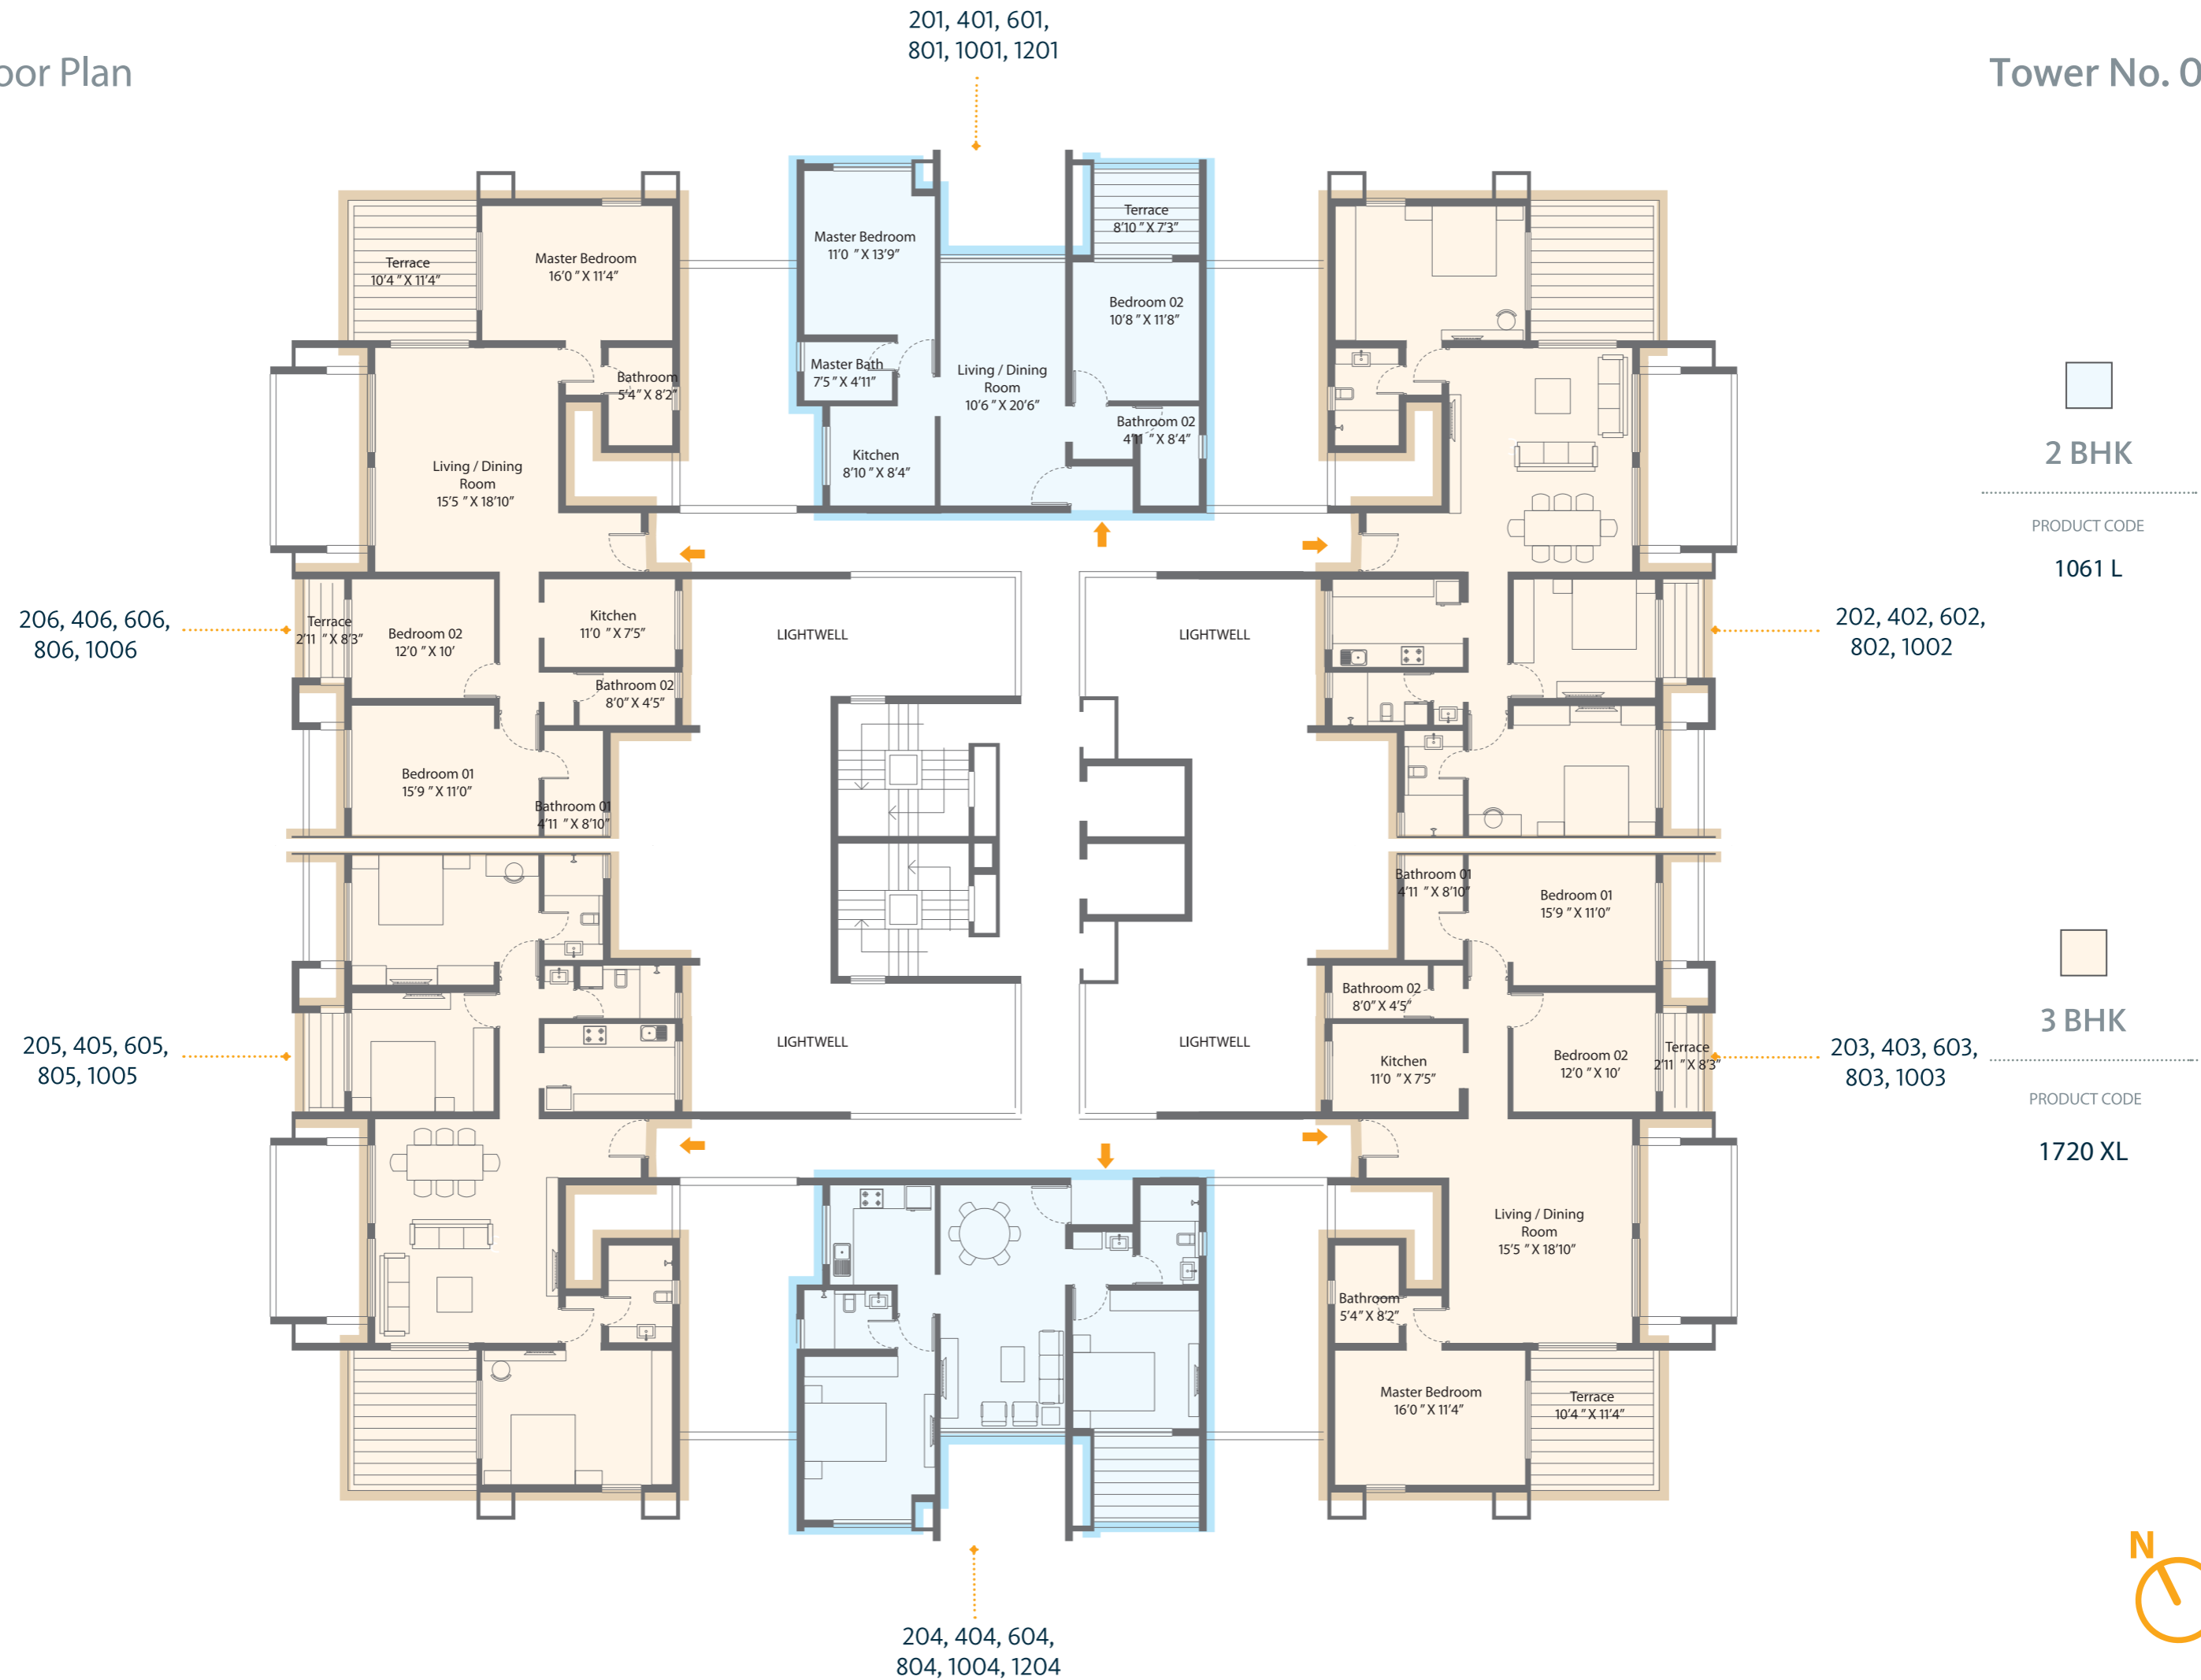 oor Plan
Tower No. 0
201, 401, 601,
801, 1001, 1201
Terrace
10'4 " X 11'4"
Master Bedroom
16'0 " X 11'4"
Bathroom
5'4" X 8'2"
Living / Dining
Room
15'5 " X 18'10"
Master Bedroom
11'0 " X 13'9"
Master Bath
7'5 " X 4'11"
Kitchen
8'10 " X 8'4"
Living / Dining
Room
10'6 " X 20'6"
Terrace
8'10 " X 7'3"
Bedroom 02
10'8 " X 11'8"
Bathroom 02
4'11 " X 8'4"
2 BHK
PRODUCT CODE
1061 L
206, 406, 606,
806, 1006
Terrace
2'11 " X 8'3"
Bedroom 02
12'0 " X 10'
Kitchen
11'0 " X 7'5"
Bathroom 02
8'0" X 4'5"
Bedroom 01
15'9 " X 11'0"
Bathroom 01
4'11 " X 8'10"
LIGHTWELL
LIGHTWELL
202, 402, 602,
802, 1002
205, 405, 605,
805, 1005
LIGHTWELL
LIGHTWELL
Bathroom 01
4'11 " X 8'10"
Bedroom 01
15'9 " X 11'0"
Bathroom 02
8'0" X 4'5"
Kitchen
11'0 " X 7'5"
Bedroom 02
12'0 " X 10'
Terrace
2'11 " X 8'3"
203, 403, 603,
803, 1003
3 BHK
PRODUCT CODE
1720 XL
Living / Dining
Room
15'5 " X 18'10"
Bathroom
5'4" X 8'2"
Master Bedroom
16'0 " X 11'4"
Terrace
10'4 " X 11'4"
N
204, 404, 604,
804, 1004, 1204